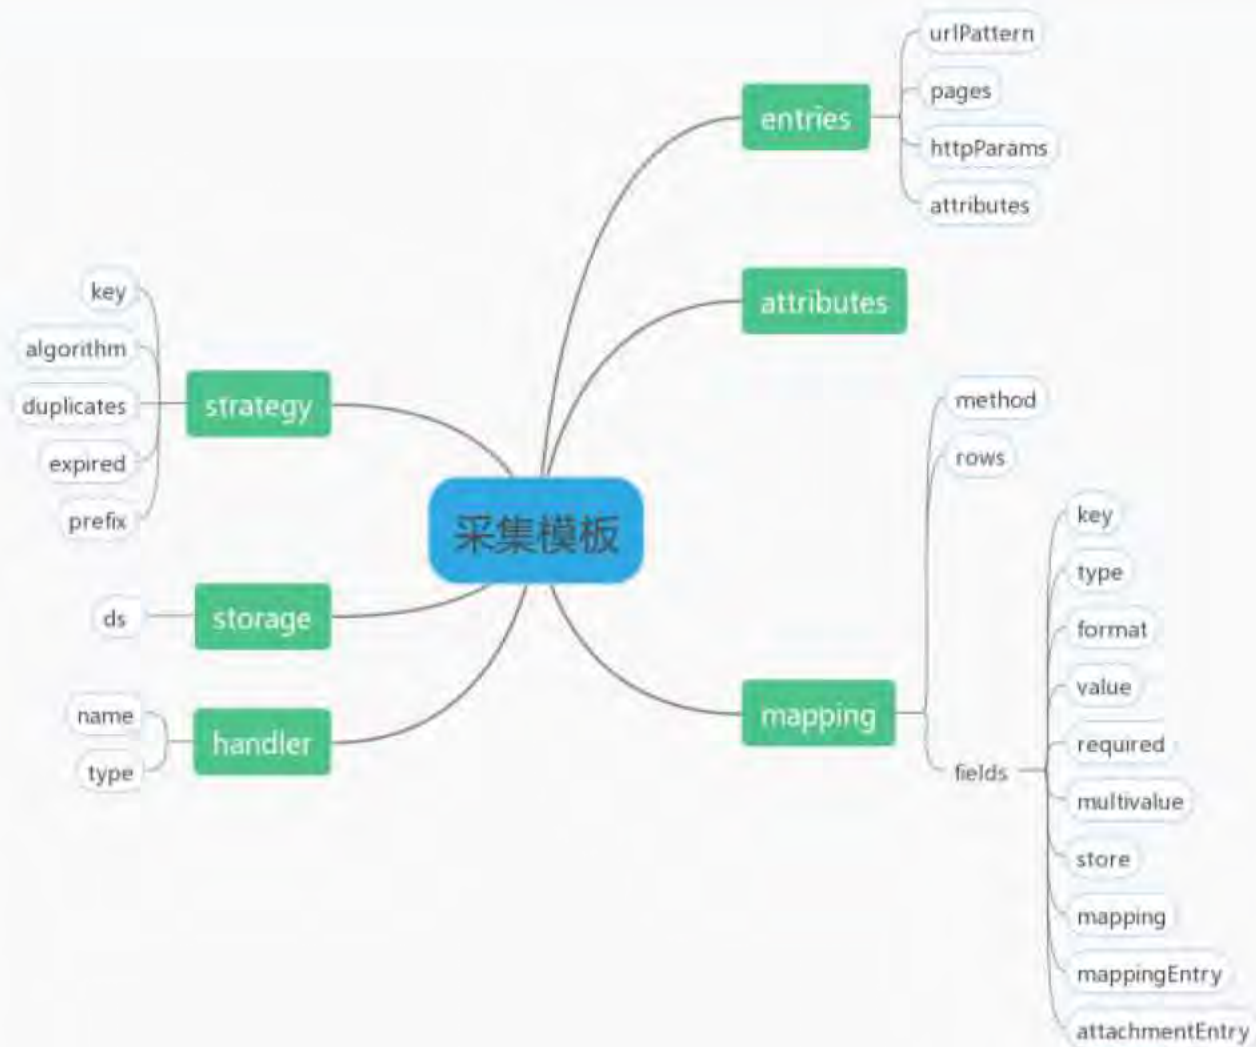 采集模板
entries
urlPattern
pages
httpParams
attributes
attributes
mapping
method
rows
fields
key
type
format
value
required
multivalue
store
mapping
mappingEntry
attachmentEntry
strategy
key
algorithm
duplicates
expired
prefix
storage
ds
handler
name
type